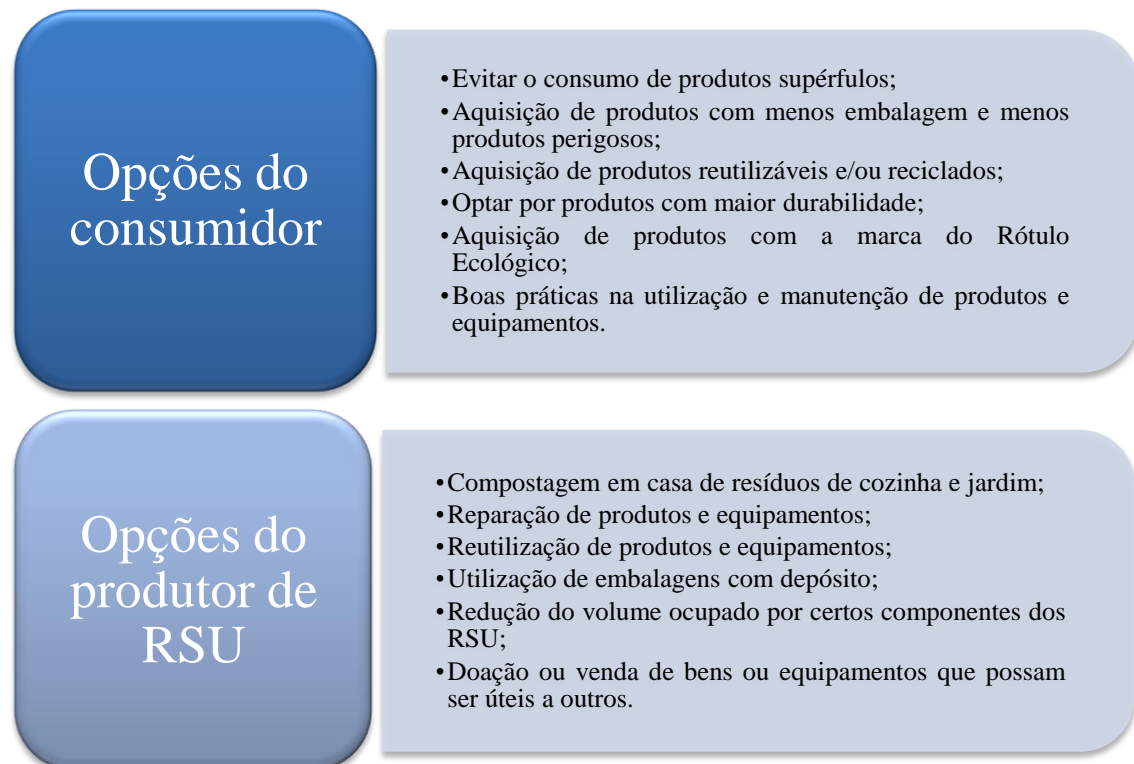 Opções do
consumidor
•Evitar o consumo de produtos supérfulos;
•Aquisição de produtos com menos embalagem e menos
produtos perigosos;
•Aquisição de produtos reutilizáveis e/ou reciclados;
•Optar por produtos com maior durabilidade;
•Aquisição de produtos com a marca do Rótulo
Ecológico;
•Boas práticas na utilização e manutenção de produtos e
equipamentos.
Opções do
produtor de
RSU
•Compostagem em casa de resíduos de cozinha e jardim;
•Reparação de produtos e equipamentos;
•Reutilização de produtos e equipamentos;
•Utilização de embalagens com depósito;
•Redução do volume ocupado por certos componentes dos
RSU;
•Doação ou venda de bens ou equipamentos que possam
ser úteis a outros.